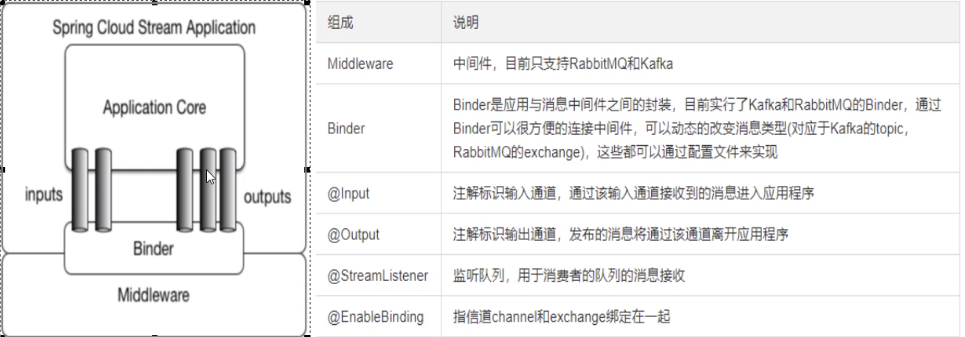 Spring Cloud Stream Application
Application Core
inputs
outputs
Binder
Middleware
组成 说明
Middleware 中间件，目前只支持RabbitMQ和Kafka
Binder Binder是应用与消息中间件之间的封装，目前实行了Kafka和RabbitMQ的Binder，通过
Binder可以很方便的连接中间件，可以动态的改变消息类型(对应于Kafka的topic，
RabbitMQ的exchange)，这些都可以通过配置文件来实现
@Input 注解标识输入通道，通过该输入通道接收到的消息进入应用程序
@Output 注解标识输出通道，发布的消息将通过该通道离开应用程序
@StreamListener 监听队列，用于消费者的队列的消息接收
@EnableBinding 指信道channel和exchange绑定在一起